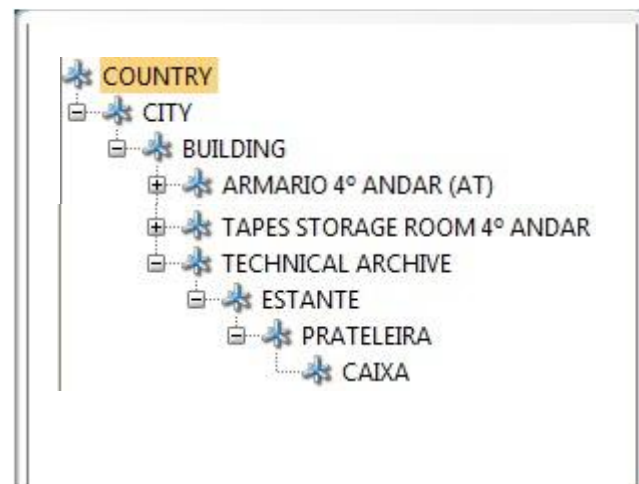 COUNTRY
CITY
BUILDING
ARMARIO 4º ANDAR (AT)
TAPES STORAGE ROOM 4º ANDAR
TECHNICAL ARCHIVE
ESTANTE
PRATELEIRA
CAIXA